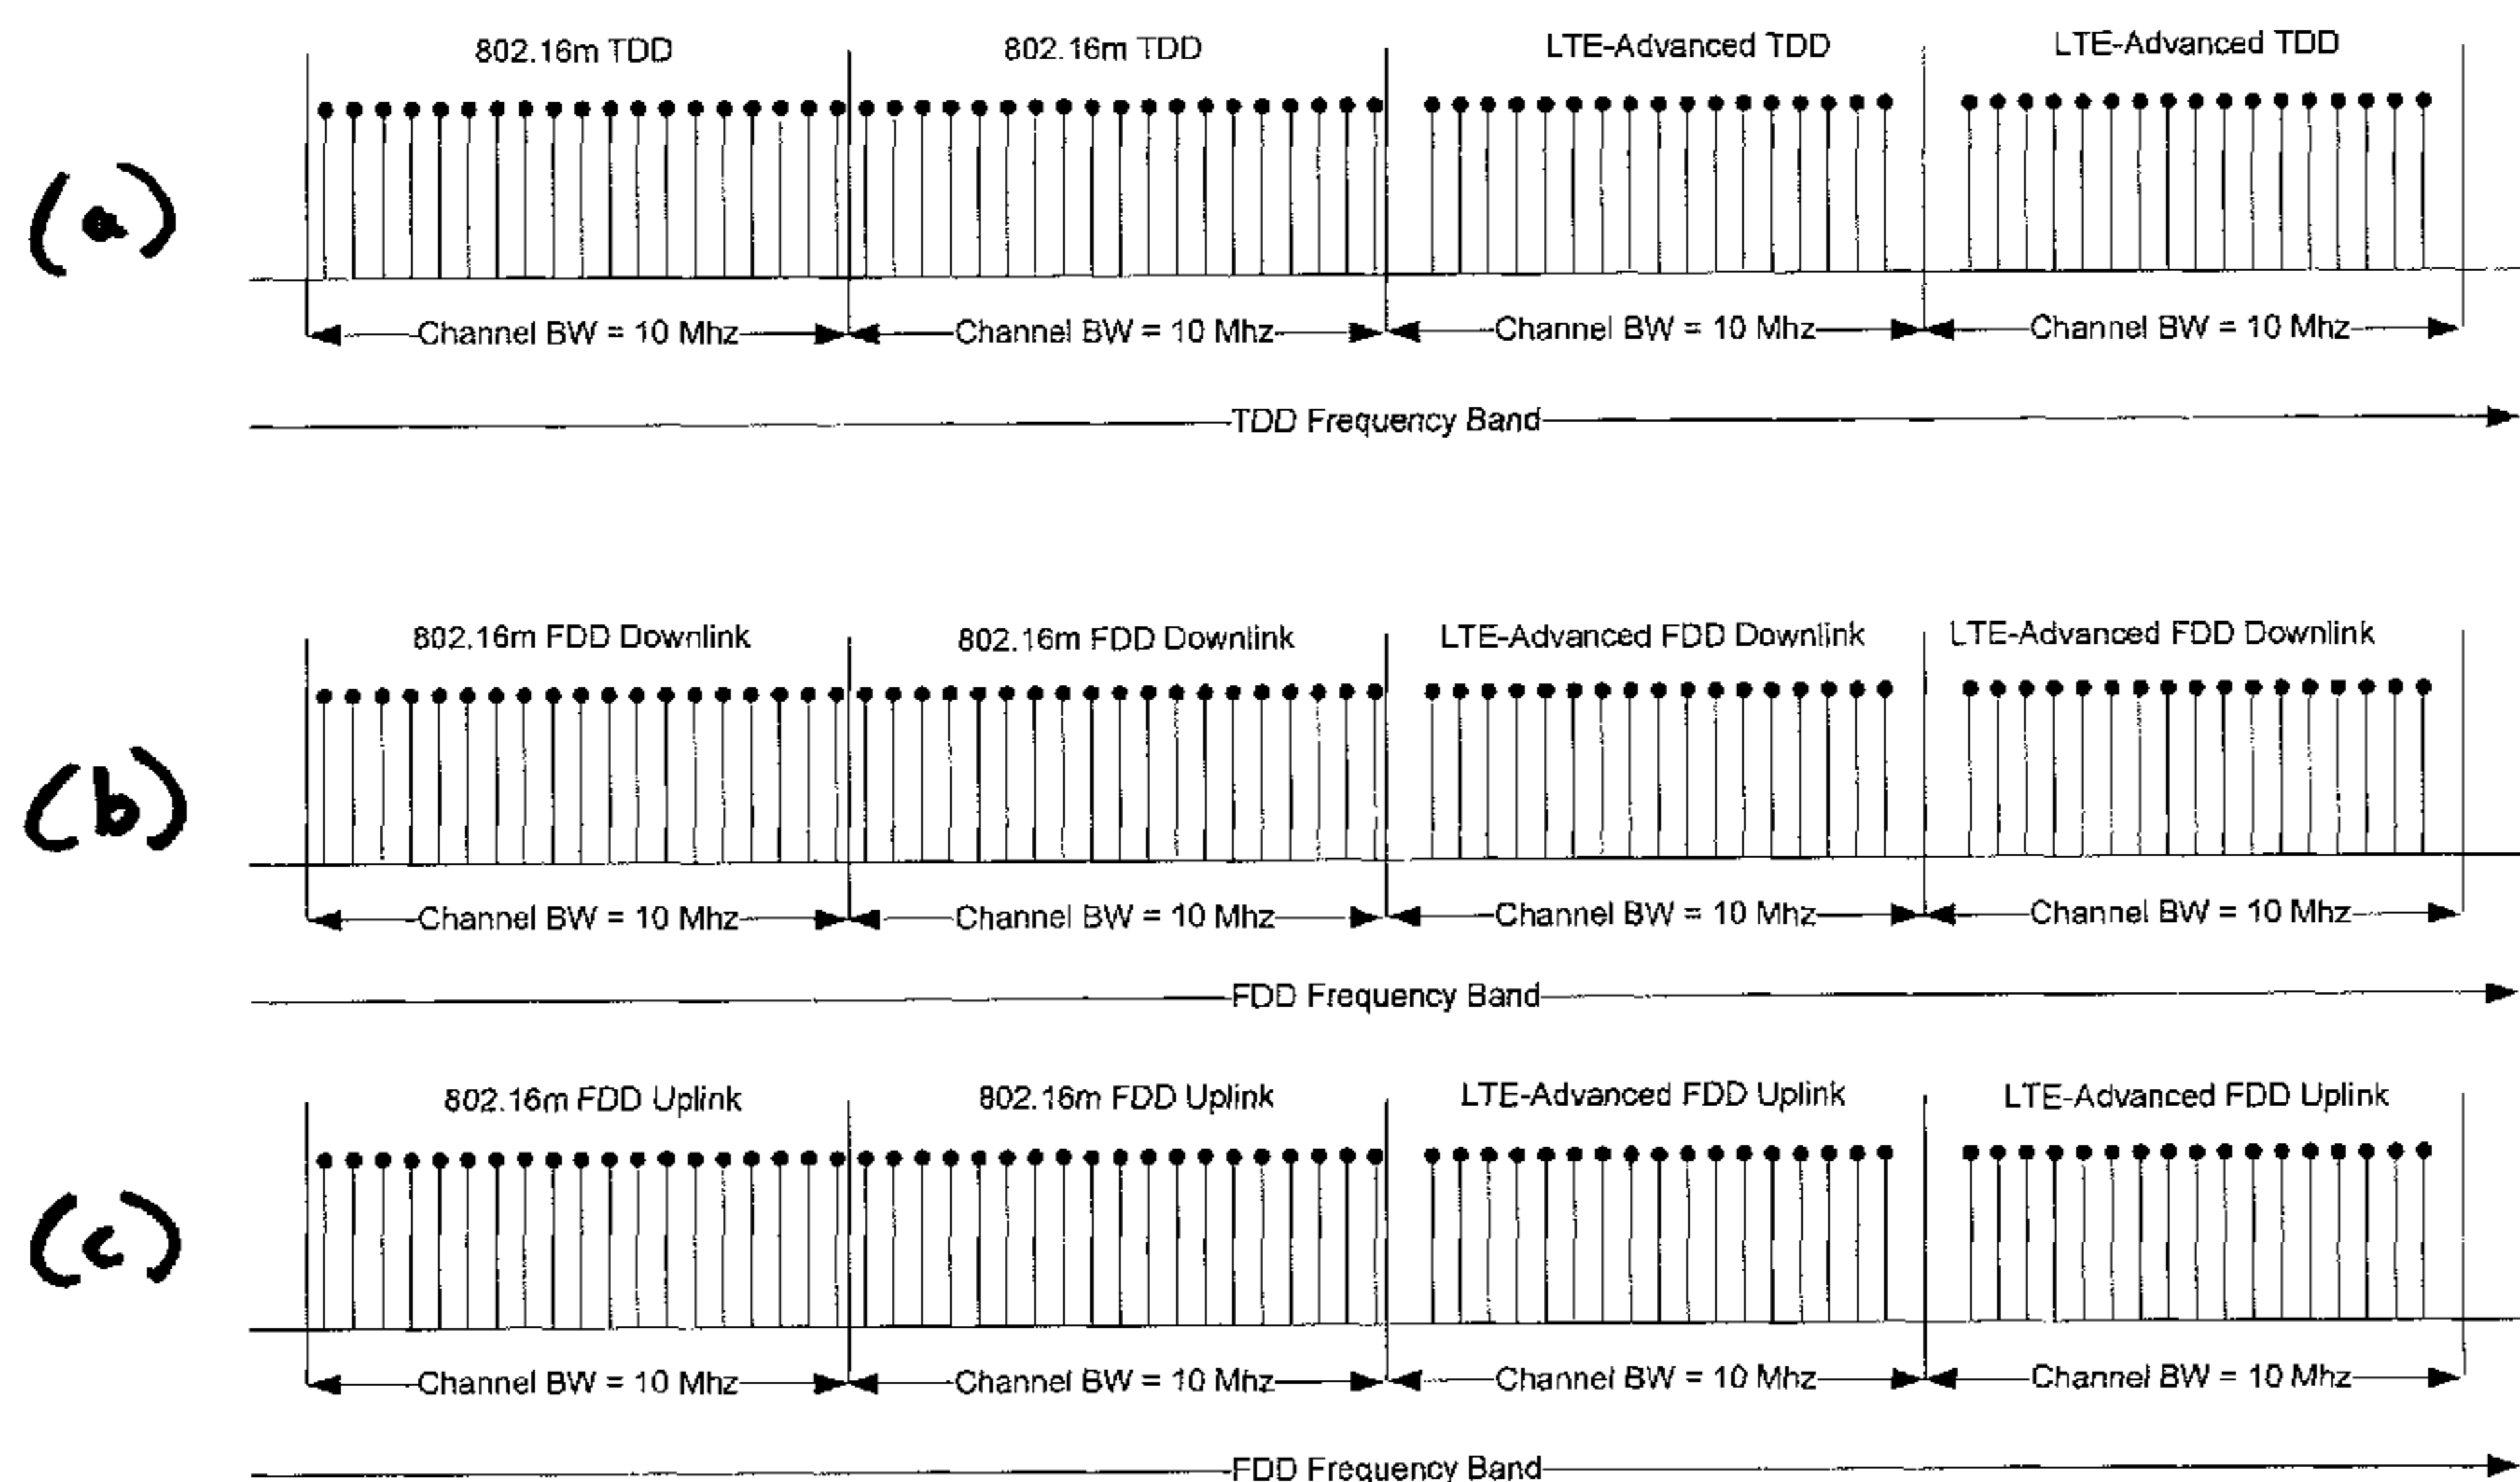 802.16m TDD 802.16m TDD LTE-Advanced TDD LTE-Advanced TDD
(a)
Channel BW = 10 Mhz Channel BW = 10 Mhz Channel BW = 10 Mhz Channel BW = 10 Mhz
TDD Frequency Band
802.16m FDD Downlink 802.16m FDD Downlink LTE-Advanced FDD Downlink LTE-Advanced FDD Downlink
(b)
Channel BW = 10 Mhz Channel BW = 10 Mhz Channel BW = 10 Mhz Channel BW = 10 Mhz
FDD Frequency Band
802.16m FDD Uplink 802.16m FDD Uplink LTE-Advanced FDD Uplink LTE-Advanced FDD Uplink
(c)
Channel BW = 10 Mhz Channel BW = 10 Mhz Channel BW = 10 Mhz Channel BW = 10 Mhz
FDD Frequency Band